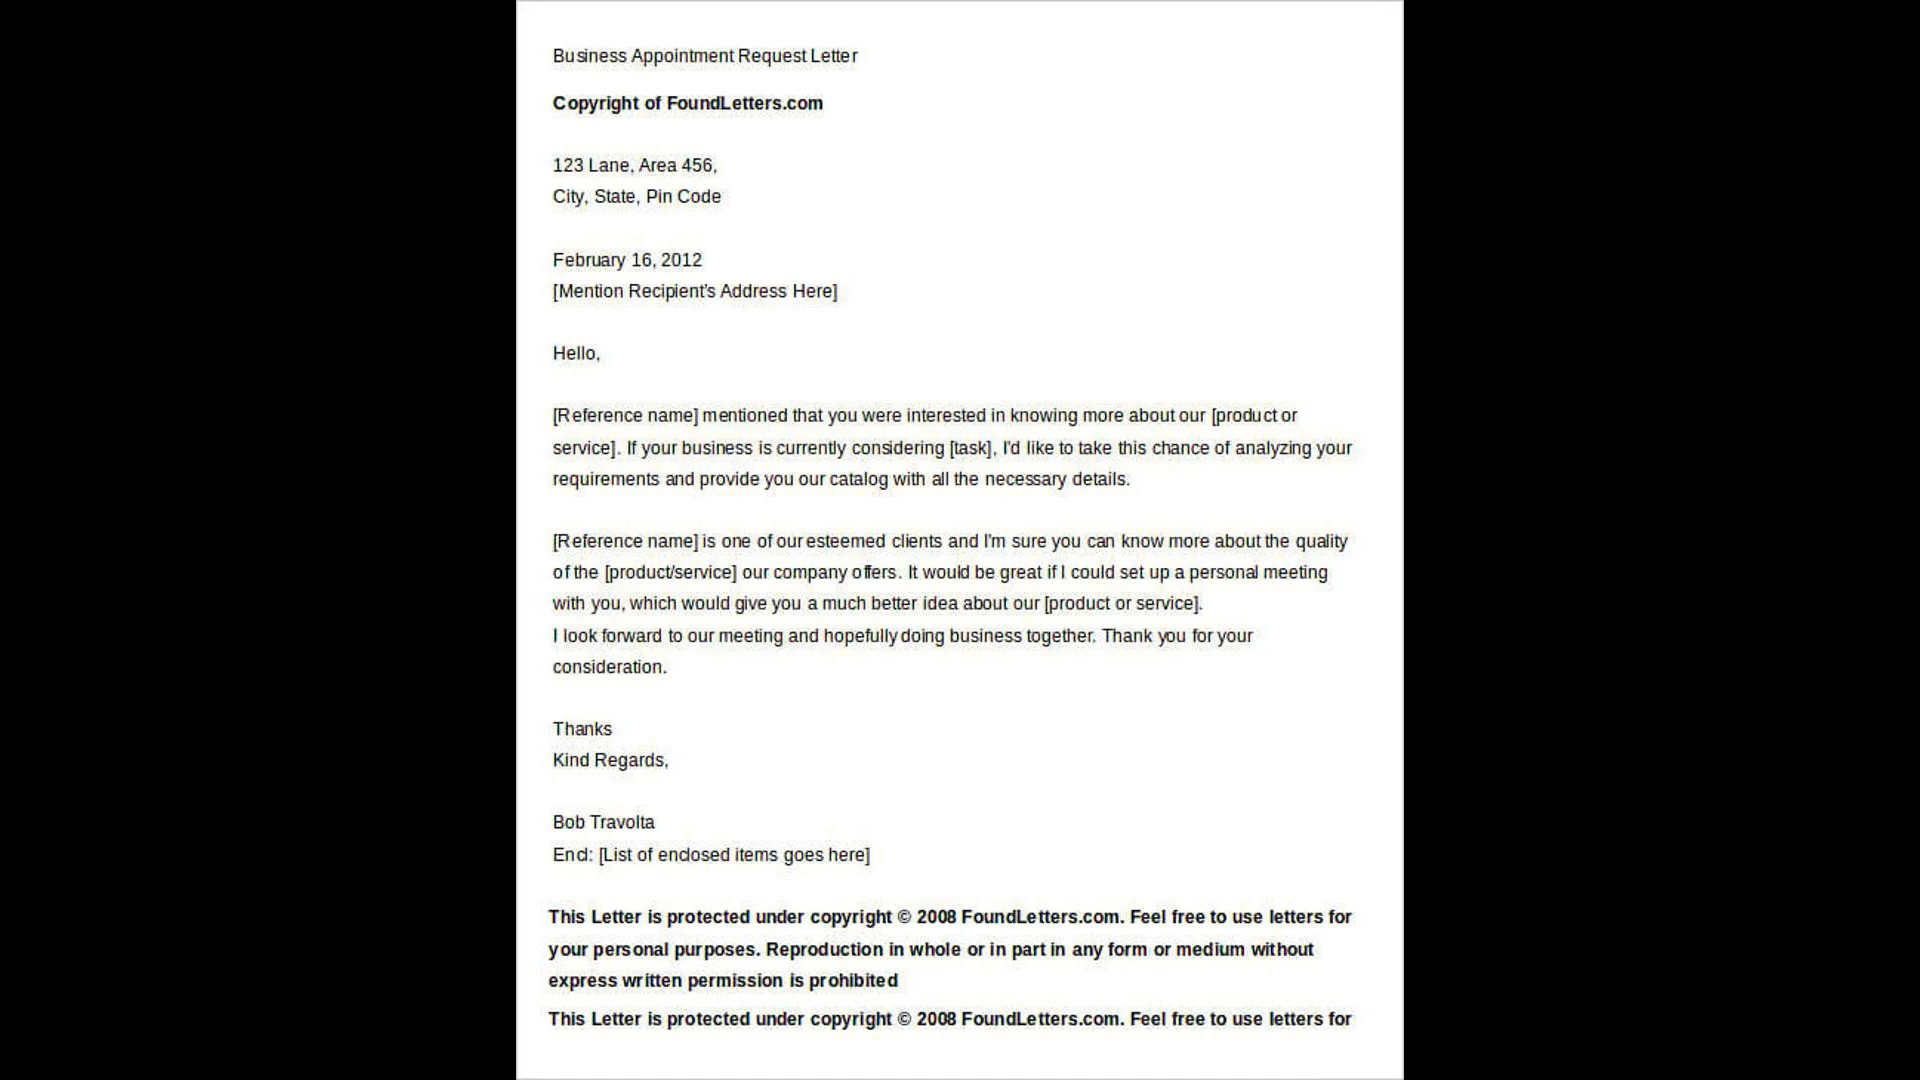 Business Appointment Request Letter
Copyright of FoundLetters.com
123 Lane, Area 456,
City, State, Pin Code
February 16, 2012
[Mention Recipient's Address Here]
Hello,
[Reference name] mentioned that you were interested in knowing more about our [product or
service]. If your business is currently considering [task], I'd like to take this chance of analyzing your
requirements and provide you our catalog with all the necessary details.
[Reference name] is one of our esteemed clients and I'm sure you can know more about the quality
of the [product/service] our company offers. It would be great if I could set up a personal meeting
with you, which would give you a much better idea about our [product or service].
I look forward to our meeting and hopefully doing business together. Thank you for your
consideration.
Thanks
Kind Regards,
Bob Travolta
Encl: [List of enclosed items goes here]
This Letter is protected under copyright © 2008 FoundLetters.com. Feel free to use letters for
your personal purposes. Reproduction in whole or in part in any form or medium without
express written permission is prohibited
This Letter is protected under copyright © 2008 FoundLetters.com. Feel free to use letters for